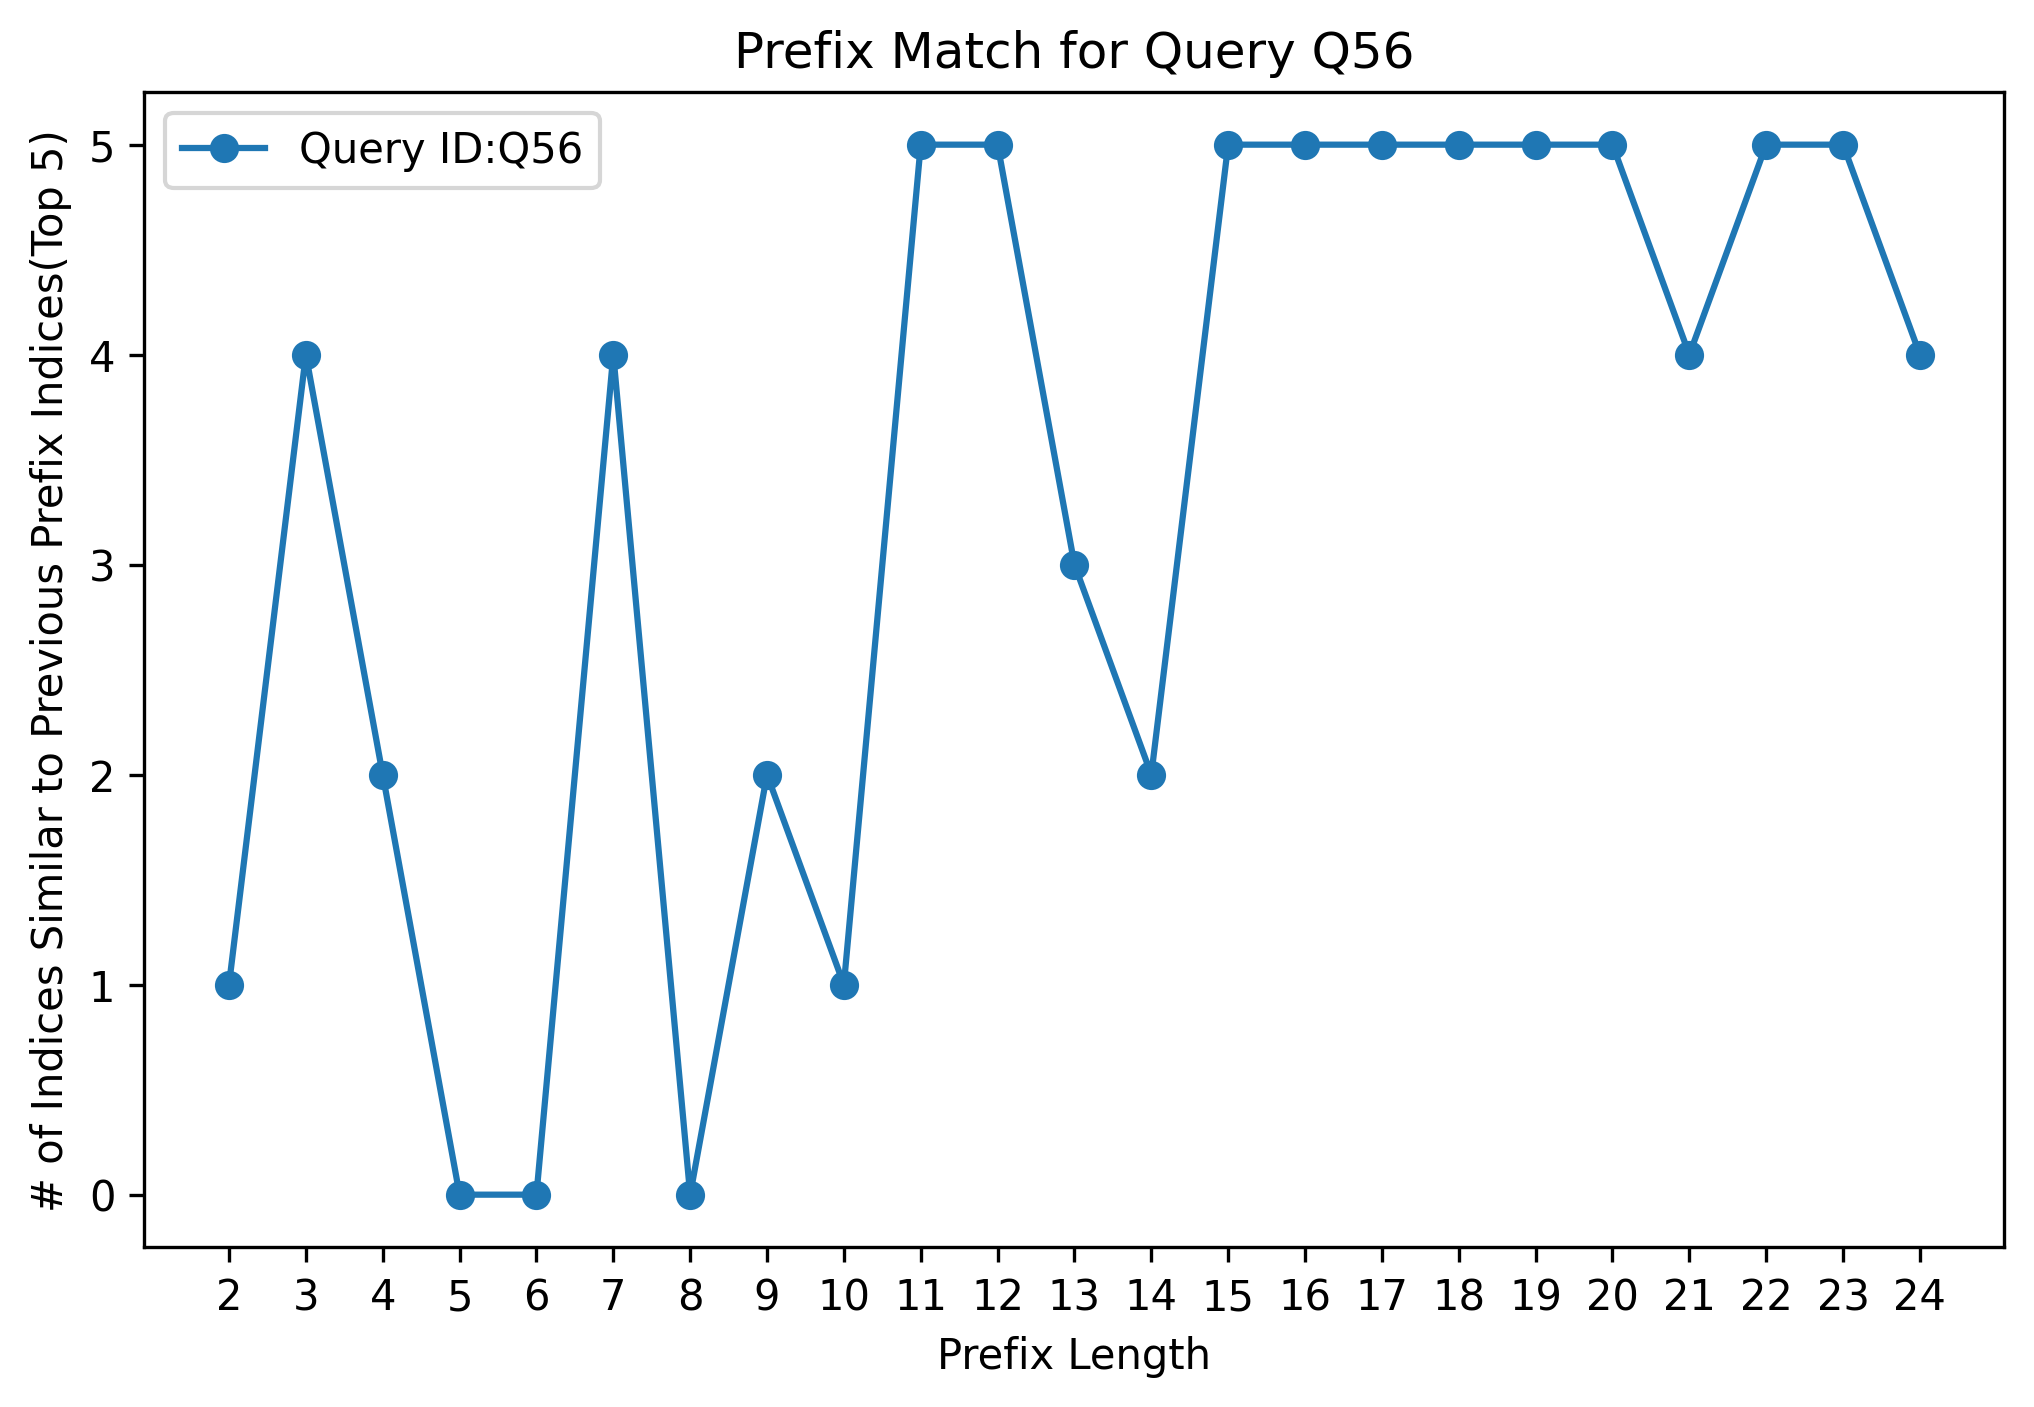 Prefix Match for Query Q56
Query ID:Q56
# of Indices Similar to Previous Prefix Indices(Top 5)
5
4
3
2
1
0
2 3 4 5 6 7 8 9 10 11 12 13 14 15 16 17 18 19 20 21 22 23 24
Prefix Length